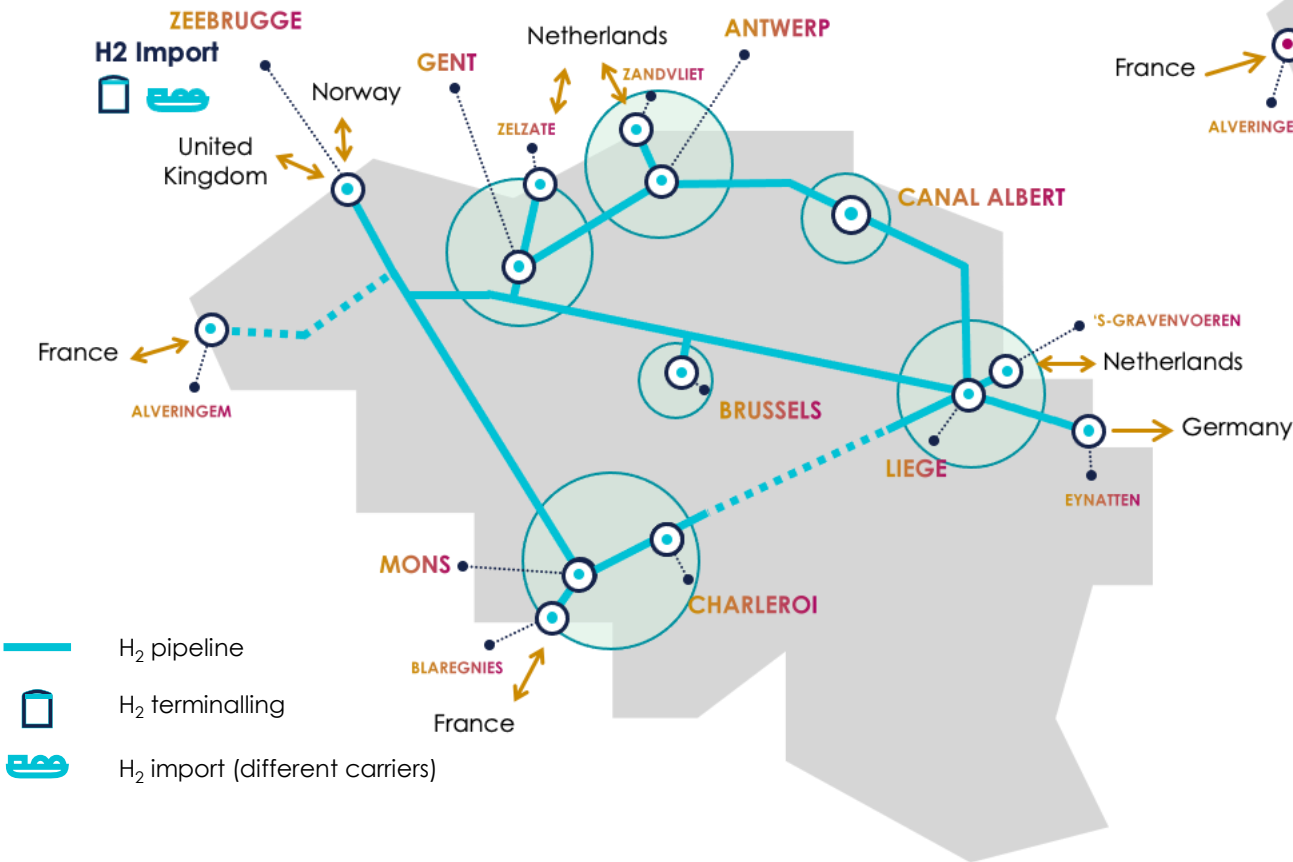 ZEEBRUGGE
H2 Import
Norway
United
Kingdom
GENT
Netherlands
ANTWERP
ZANDVLIET
ZELZATE
CANAL ALBERT
France
ALVERINGE
France
ALVERINGEM
'S-GRAVENVOEREN
Netherlands
BRUSSELS
Germany
LIEGE
EYNATTEN
MONS
CHARLEROI
BLAREGNIES
France
H₂ pipeline
H₂ terminalling
H₂ import (different carriers)